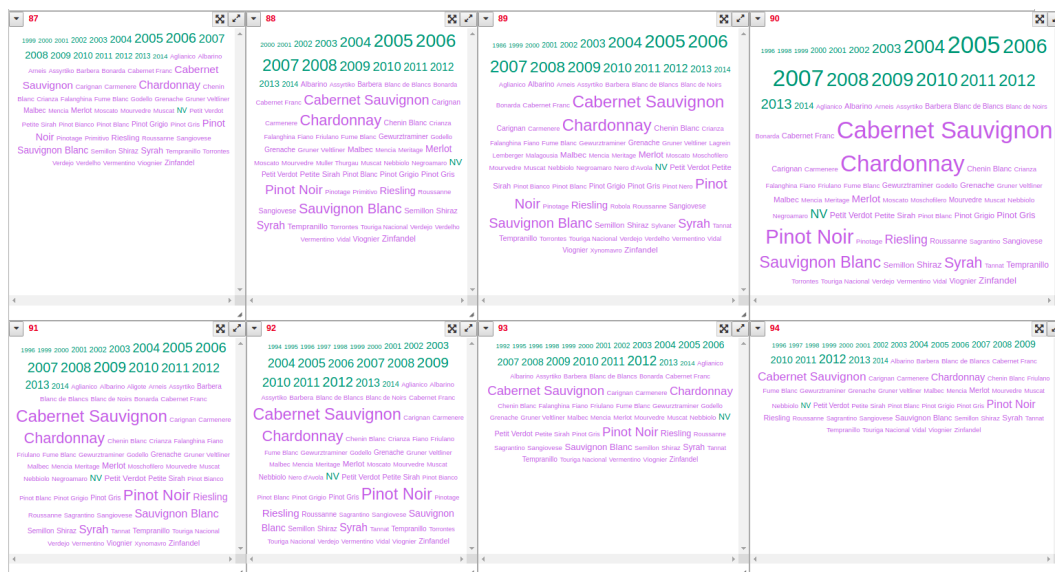 87
1999 2000 2001 2002 2003 2004 2005 2006 2007
2008 2009 2010 2011 2012 2013 2014 Aglianico Albarino
Arneis Assyrtiko Barbera Bonarda Cabernet Franc Cabernet
Sauvignon Carignan Carmenere Chardonnay Chenin
Blanc Crianza Falanghina Fume Blanc Godello Grenache Gruner Veltliner
Malbec Mencia Meritage Merlot Moscato Mourvedre Muscat NV Petit Verdot
Petite Sirah Pinot Bianco Pinot Blanc Pinot Grigio Pinot Gris Pinot
Noir Pinotage Primitivo Riesling Roussanne Sangiovese
Sauvignon Blanc Semillon Shiraz Syrah Tempranillo Torrontes
Verdejo Verdelho Vermentino Viognier Zinfandel
88
2000 2001 2002 2003 2004 2005 2006
2007 2008 2009 2010 2011 2012
2013 2014 Albarino Arneis Assyrtiko Barbera Blanc de Blancs Bonarda
Cabernet Franc Cabernet Sauvignon Carignan
Carmenere Chardonnay Chenin Blanc Crianza
Falanghina Fiano Friulano Fume Blanc Gewurztraminer Godello
Grenache Gruner Veltliner Malbec Mencia Meritage Merlot
Moscato Mourvedre Muller Thurgau Muscat Nebbiolo Negroamaro NV
Petit Verdot Petite Sirah Pinot Blanc Pinot Grigio Pinot Gris
Pinot Noir Pinotage Primitivo Riesling Roussanne
Sangiovese Sauvignon Blanc Semillon Shiraz
Syrah Tempranillo Torrontes Touriga Nacional Verdejo Verdelho
Vermentino Vidal Viognier Xynomavro Zinfandel
89
1986 1999 2000 2001 2002 2003 2004 2005 2006
2007 2008 2009 2010 2011 2012 2013 2014
Aglianico Albarino Arneis Assyrtiko Barbera Blanc de Blancs Blanc de Noirs
Bonarda Cabernet Franc Cabernet Sauvignon
Carignan Carmenere Chardonnay Chenin Blanc Crianza
Falanghina Fiano Fume Blanc Gewurztraminer Grenache Gruner Veltliner Lagrein
Lemberger Malagousia Malbec Mencia Meritage Merlot Moscato Moschofilero
Mourvedre Muscat Nebbiolo Negroamaro Nero d'Avola NV Petit Verdot Petite
Sirah Pinot Bianco Pinot Blanc Pinot Grigio Pinot Gris Pinot Nero Pinot
Noir Pinotage Riesling Robola Roussanne Sangiovese
Sauvignon Blanc Semillon Shiraz Sylvaner Syrah Tannat
Tempranillo Torrontes Touriga Nacional Verdejo Verdelho Vermentino Vidal
Viognier Xynomavro Zinfandel
90
1996 1998 1999 2000 2001 2002 2003 2004 2005 2006
2007 2008 2009 2010 2011 2012
2013 2014 Aglianico Albarino Arneis Assyrtiko Barbera Blanc de Blancs Blanc de Noirs
Bonarda Cabernet Franc Cabernet Sauvignon
Carignan Carmenere Chardonnay Chenin Blanc Crianza
Falanghina Fiano Friulano Fume Blanc Gewurztraminer Godello Grenache Gruner Veltliner
Malbec Mencia Meritage Merlot Moscato Moschofilero Mourvedre Muscat Nebbiolo
Negroamaro NV Petit Verdot Petite Sirah Pinot Blanc Pinot Grigio Pinot Gris
Pinot Noir Pinotage Riesling Roussanne Sagrantino Sangiovese
Sauvignon Blanc Semillon Shiraz Syrah Tannat Tempranillo
Torrontes Touriga Nacional Verdejo Vidal Viognier Zinfandel
91
1996 1998 1999 2000 2001 2002 2003 2004 2005 2006
2007 2008 2009 2010 2011 2012
2013 2014 Aglianico Albarino Aligote Arneis Assyrtiko Barbera
Blanc de Blancs Blanc de Noirs Bonarda Cabernet Franc
Cabernet Sauvignon Carignan Carmenere
Chardonnay Chenin Blanc Crianza Falanghina Fiano
Friulano Fume Blanc Gewurztraminer Godello Grenache Gruner Veltliner
Malbec Mencia Meritage Merlot Moschofilero Mourvedre Muscat
Nebbiolo Negroamaro NV Petit Verdot Petite Sirah Pinot Bianco
Pinot Blanc Pinot Grigio Pinot Gris Pinot Noir Riesling
Roussanne Sagrantino Sangiovese Sauvignon Blanc
Semillon Shiraz Syrah Tannat Tempranillo Touriga Nacional
Verdejo Vermentino Viognier Xynomavro Zinfandel
92
1994 1995 1996 1997 1998 1999 2000 2001 2002 2003
2004 2005 2006 2007 2008 2009
2010 2011 2012 2013 2014 Aglianico Albarino
Assyrtiko Barbera Blanc de Blancs Blanc de Noirs Bonarda Cabernet Franc
Cabernet Sauvignon Carignan Carmenere
Chardonnay Chenin Blanc Crianza Fiano Friulano
Fume Blanc Gewurztraminer Godello Grenache Gruner Veltliner
Malbec Mencia Meritage Merlot Moscato Mourvedre Muscat
Nebbiolo Nero d'Avola NV Petit Verdot Petite Sirah Pinot Bianco
Pinot Blanc Pinot Grigio Pinot Gris Pinot Noir Pinotage
Riesling Roussanne Sagrantino Sangiovese Sauvignon
Blanc Semillon Shiraz Syrah Tannat Tempranillo Torrontes
Touriga Nacional Verdejo Vermentino Vidal Viognier Zinfandel
93
1992 1995 1996 1997 1998 1999 2000 2001 2002 2003 2004 2005 2006
2007 2008 2009 2010 2011 2012 2013 2014 Aglianico
Albarino Assyrtiko Barbera Blanc de Blancs Bonarda Cabernet Franc
Cabernet Sauvignon Carignan Carmenere Chardonnay
Chenin Blanc Falanghina Fiano Friulano Fume Blanc Gewurztraminer Godello
Grenache Gruner Veltliner Malbec Mencia Merlot Mourvedre Muscat Nebbiolo NV
Petit Verdot Petite Sirah Pinot Gris Pinot Noir Riesling Roussanne
Sagrantino Sangiovese Sauvignon Blanc Semillon Shiraz Syrah Tannat
Tempranillo Torrontes Touriga Nacional Viognier Zinfandel
94
1996 1997 1998 1999 2000 2001 2002 2003 2004 2005 2006 2007 2008 2009
2010 2011 2012 2013 2014 Albarino Barbera Blanc de Blancs Cabernet Franc
Cabernet Sauvignon Carignan Carmenere Chardonnay Chenin Blanc Friulano
Fume Blanc Grenache Gruner Veltliner Malbec Mencia Merlot Mourvedre Muscat
Nebbiolo NV Petit Verdot Petite Sirah Pinot Blanc Pinot Grigio Pinot Gris Pinot Noir
Riesling Roussanne Sagrantino Sangiovese Sauvignon Blanc Semillon Shiraz Syrah Tannat
Tempranillo Touriga Nacional Verdejo Viognier Zinfandel